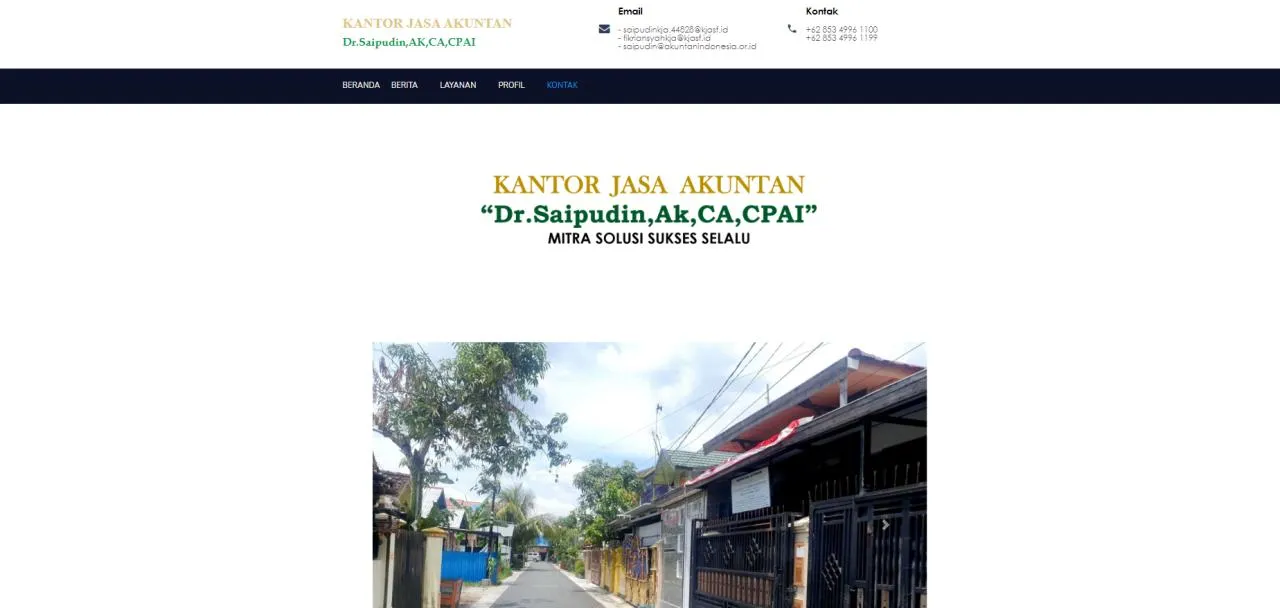 KANTOR JASA AKUNTAN
Dr.Saipudin,AK,CA,CPAI
Email
- saipudinkja.44828@kjasf.id
- fikriansyahkja@kjasf.id
- saipudin@akuntanindonesia.or.id
Kontak
+62 853 4996 1100
+62 853 4996 1199
BERANDA BERITA LAYANAN PROFIL KONTAK
KANTOR JASA AKUNTAN
“Dr.Saipudin,Ak,CA,CPAI”
MITRA SOLUSI SUKSES SELALU